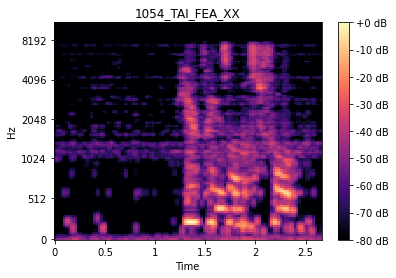 1054_TAI_FEA_XX
+0 dB
8192
-10 dB
4096
-20 dB
-30 dB
2048
Hz
-40 dB
1024
-50 dB
512
-60 dB
-70 dB
0
-80 dB
0 0.5 1 1.5 2 2.5
Time